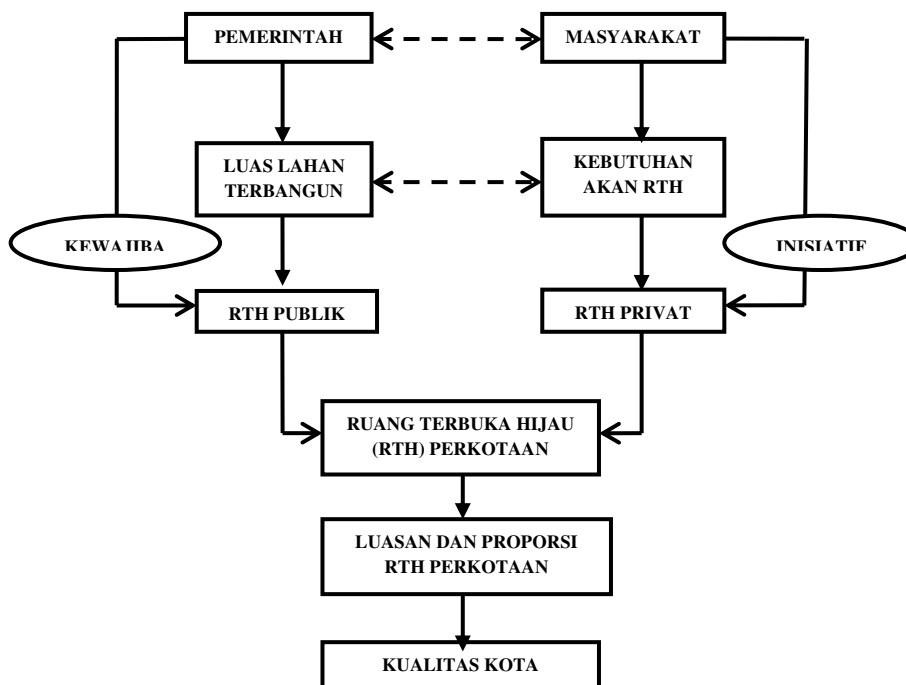 PEMERINTAH
MASYARAKAT
LUAS LAHAN
TERBANGUN
KEBUTUHAN
AKAN RTH
KEWAJIBA
INISIATIF
RTH PUBLIK
RTH PRIVAT
RUANG TERBUKA HIJAU
(RTH) PERKOTAAN
LUASAN DAN PROPORSI
RTH PERKOTAAN
KUALITAS KOTA